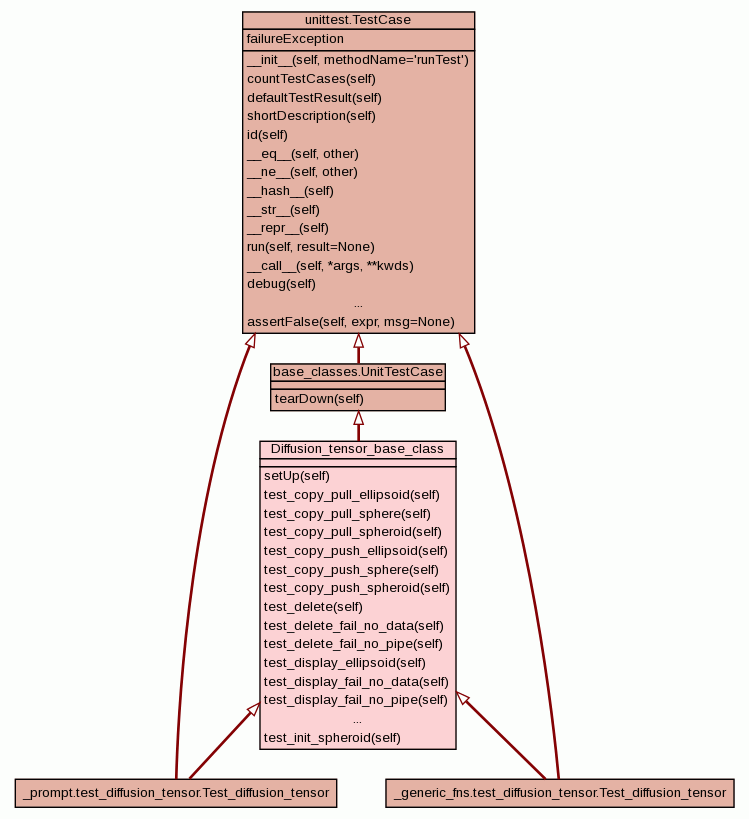 unittest.TestCase
failureException
__init__(self, methodName='runTest')
countTestCases(self)
defaultTestResult(self)
shortDescription(self)
id(self)
__eq__(self, other)
__ne__(self, other)
__hash__(self)
__str__(self)
__repr__(self)
run(self, result=None)
__call__(self, *args, **kwds)
debug(self)
...
assertFalse(self, expr, msg=None)
base_classes.UnitTestCase
tearDown(self)
Diffusion_tensor_base_class
setUp(self)
test_copy_pull_ellipsoid(self)
test_copy_pull_sphere(self)
test_copy_pull_spheroid(self)
test_copy_push_ellipsoid(self)
test_copy_push_sphere(self)
test_copy_push_spheroid(self)
test_delete(self)
test_delete_fail_no_data(self)
test_delete_fail_no_pipe(self)
test_display_ellipsoid(self)
test_display_fail_no_data(self)
test_display_fail_no_pipe(self)
...
test_init_spheroid(self)
_prompt.test_diffusion_tensor.Test_diffusion_tensor
_generic_fns.test_diffusion_tensor.Test_diffusion_tensor